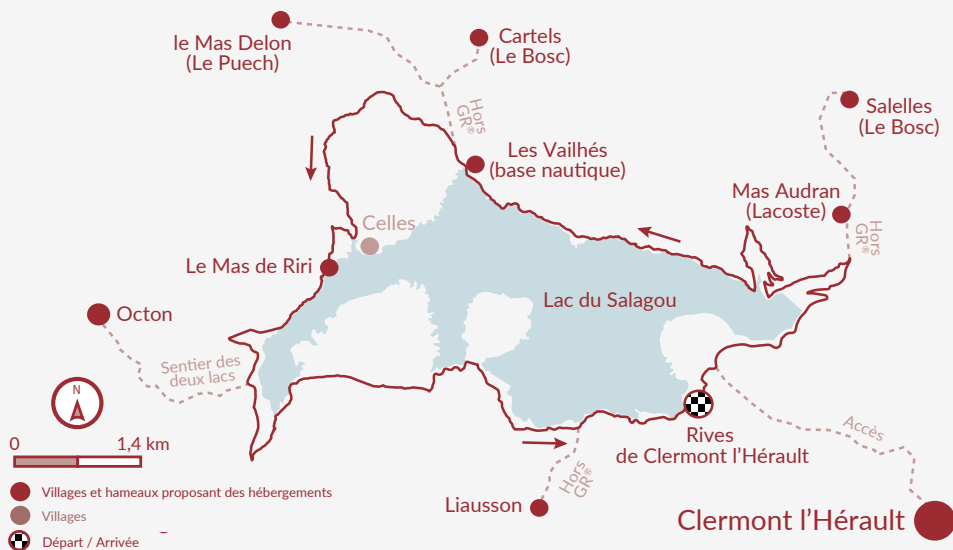 le Mas Delon
(Le Puech)
Cartels
(Le Bosc)
Hors
GR®
Salelles
(Le Bosc)
Les Vailhés
(base nautique)
Mas Audran
(Lacoste)
Hors
GR®
Celles
Le Mas de Riri
Lac du Salagou
Octon
Sentier des
deux lacs
N
0 1,4 km
Rives
de Clermont l'Hérault
Accès
Hors
GR®
Liausson
Clermont l'Hérault
Villages et hameaux proposant des hébergements
Villages
Départ / Arrivée